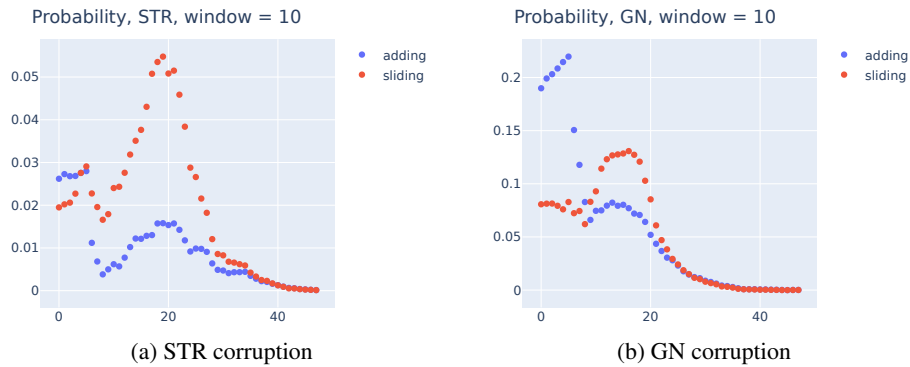 Probability, STR, window = 10
adding
sliding
0.05
0.04
0.03
0.02
0.01
0
0 20 40
(a) STR corruption
Probability, GN, window = 10
adding
sliding
0.2
0.15
0.1
0.05
0
0 20 40
(b) GN corruption